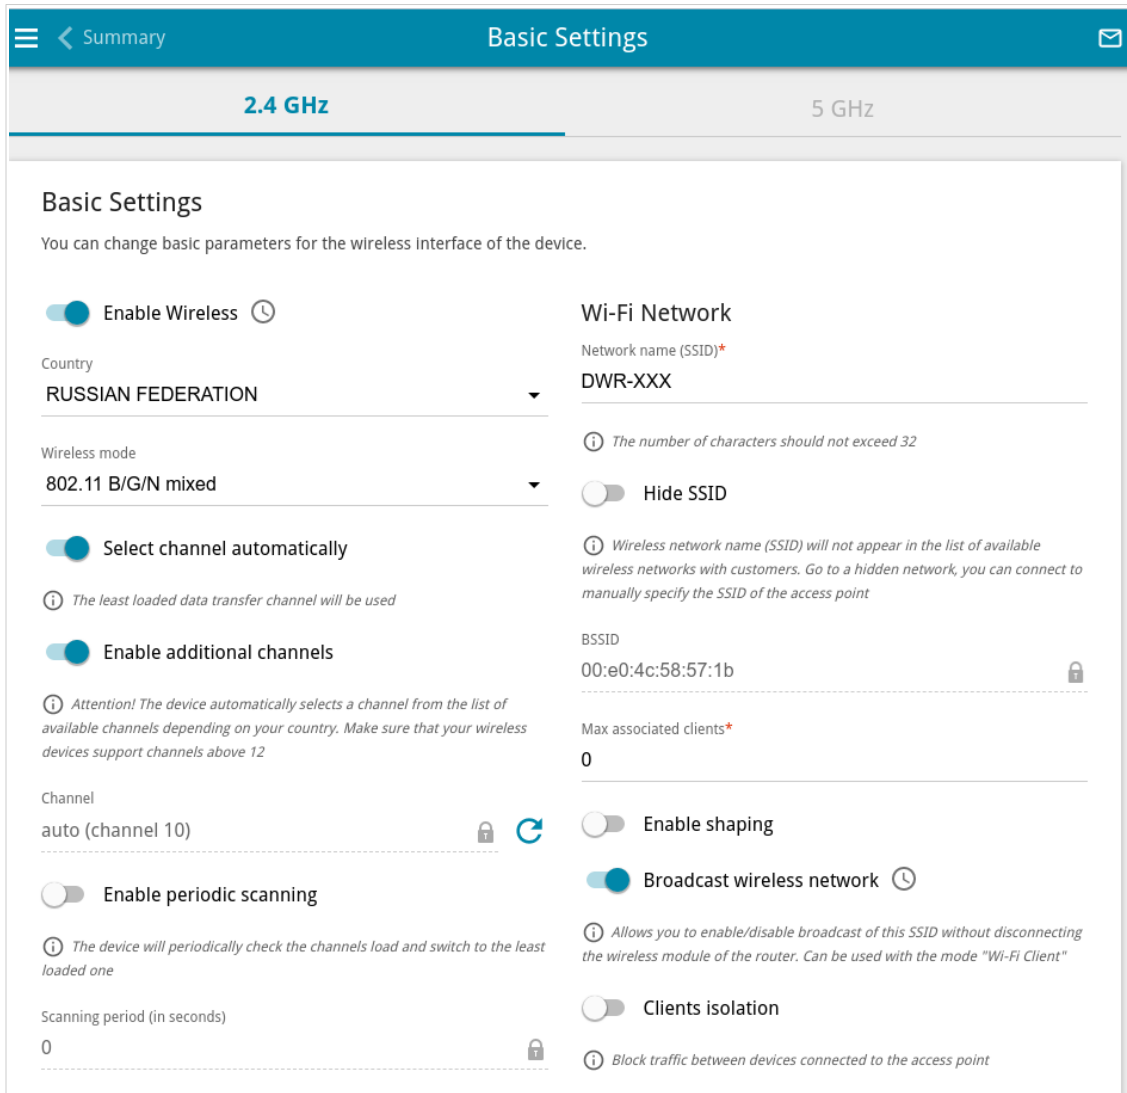 Summary
Basic Settings
2.4 GHz
5 GHz
Basic Settings
You can change basic parameters for the wireless interface of the device.
Enable Wireless
Country
RUSSIAN FEDERATION
Wireless mode
802.11 B/G/N mixed
Select channel automatically
The least loaded data transfer channel will be used
Enable additional channels
Attention! The device automatically selects a channel from the list of
available channels depending on your country. Make sure that your wireless
devices support channels above 12
Channel
auto (channel 10)
Enable periodic scanning
The device will periodically check the channels load and switch to the least
loaded one
Scanning period (in seconds)
0
Wi-Fi Network
Network name (SSID)*
DWR-XXX
The number of characters should not exceed 32
Hide SSID
Wireless network name (SSID) will not appear in the list of available
wireless networks with customers. Go to a hidden network, you can connect to
manually specify the SSID of the access point
BSSID
00:e0:4c:58:57:1b
Max associated clients*
0
Enable shaping
Broadcast wireless network
Allows you to enable/disable broadcast of this SSID without disconnecting
the wireless module of the router. Can be used with the mode "Wi-Fi Client"
Clients isolation
Block traffic between devices connected to the access point